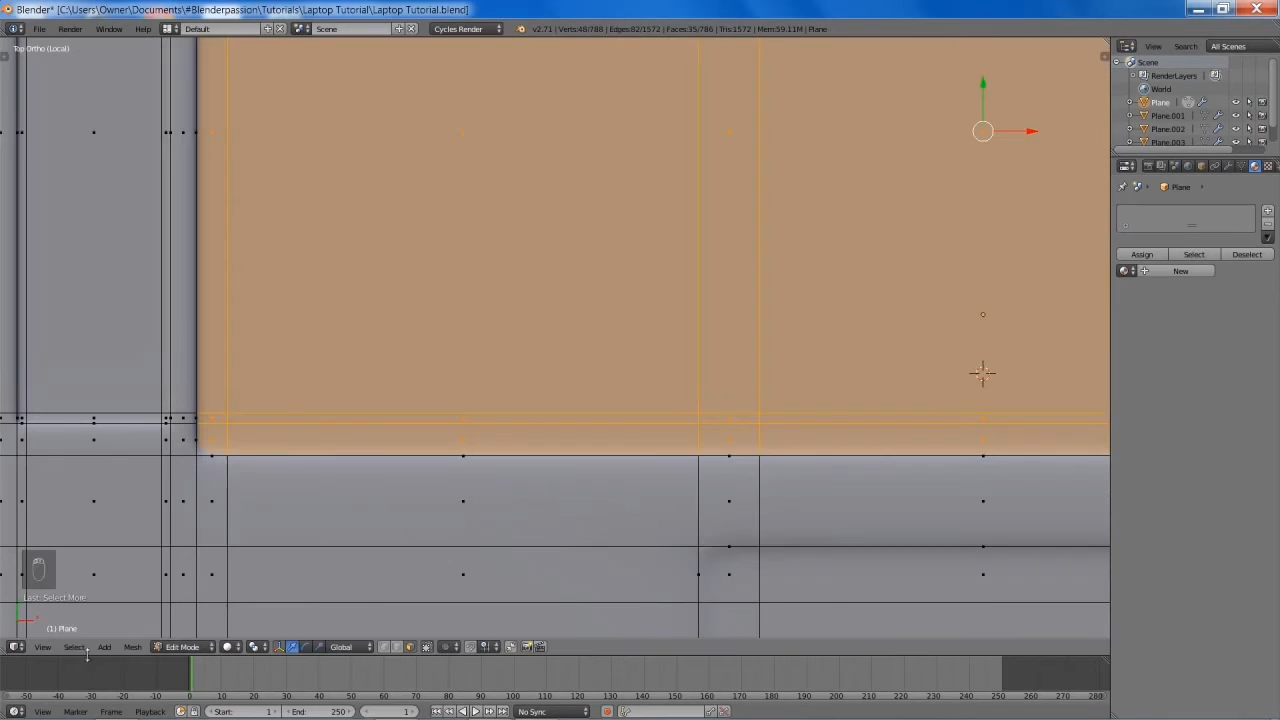 Blender* [C:\Users\Owner\Documents\#Blenderpassion\Tutorials\Laptop Tutorial\Laptop Tutorial.blend]
File Render Window Help Default Scene Cycles Render v2.71 | Verts:48/788 | Edges:82/1572 | Faces:35/786 | Tris:1572 | Mem:59.11M | Plane
View Search All Scenes
Top Ortho (Local)
Scene
RenderLayers
World
Plane
Plane.001
Plane.002
Plane.003
Plane
Assign Select Deselect
New
Last: Select More
(1) Plane
View Select Add Mesh Edit Mode Global
-50 -40 -30 -20 -10 0 10 20 30 40 50 60 70 80 90 100 110 120 130 140 150 160 170 180 190 200 210 220 230 240 250 260 270 280
View Marker Frame Playback Start: 1 End: 250 1 No Sync